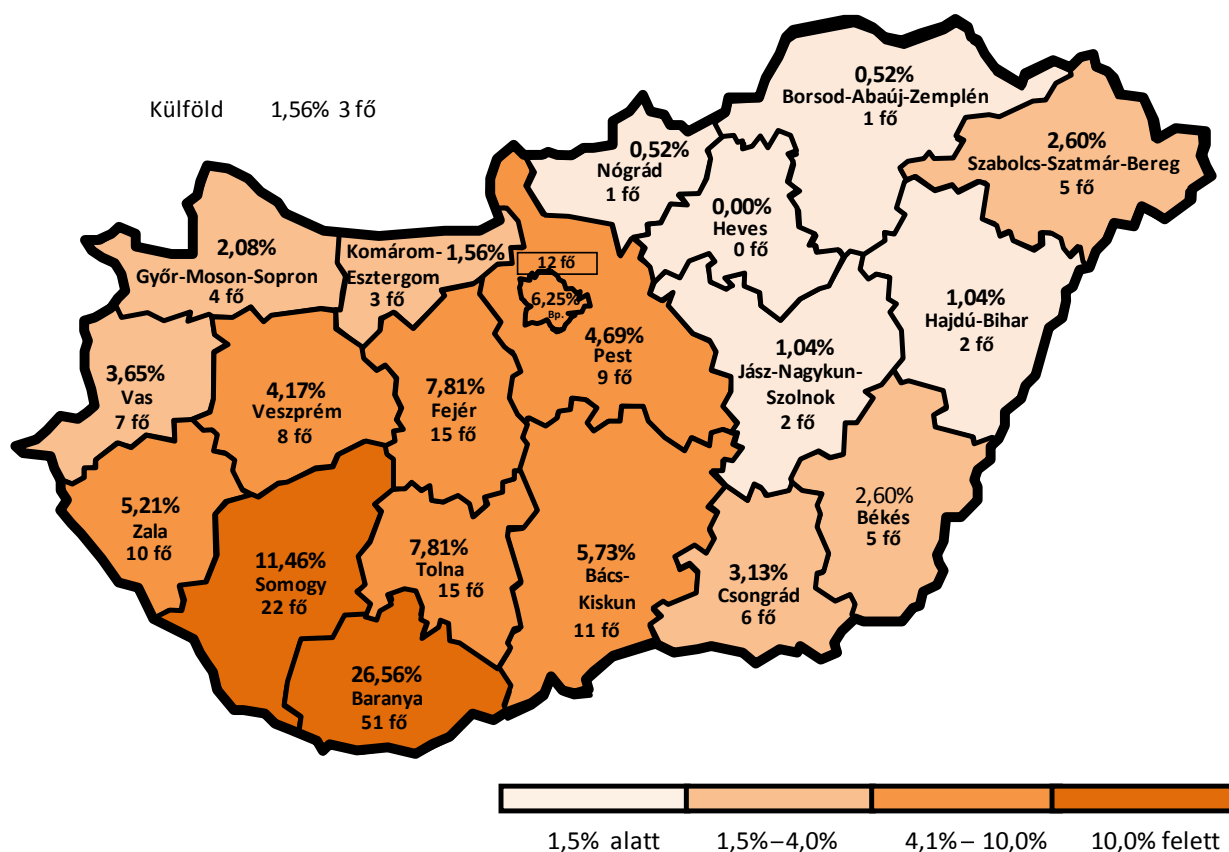 Külföld 1,56% 3 fő
0,52%
Borsod-Abaúj-Zemplén
1 fő
2,60%
Szabolcs-Szatmár-Bereg
5 fő
0,52%
Nógrád
1 fő
0,00%
Heves
0 fő
2,08%
Győr-Moson-Sopron
4 fő
Komárom- 1,56%
Esztergom
3 fő
12 fő
6,25%
Bp.
4,69%
Pest
9 fő
1,04%
Hajdú-Bihar
2 fő
1,04%
Jász-Nagykun-
Szolnok
2 fő
3,65%
Vas
7 fő
4,17%
Veszprém
8 fő
7,81%
Fejér
15 fő
5,21%
Zala
10 fő
11,46%
Somogy
22 fő
7,81%
Tolna
15 fő
5,73%
Bács-
Kiskun
11 fő
3,13%
Csongrád
6 fő
2,60%
Békés
5 fő
26,56%
Baranya
51 fő
1,5% alatt 1,5%–4,0% 4,1%– 10,0% 10,0% felett